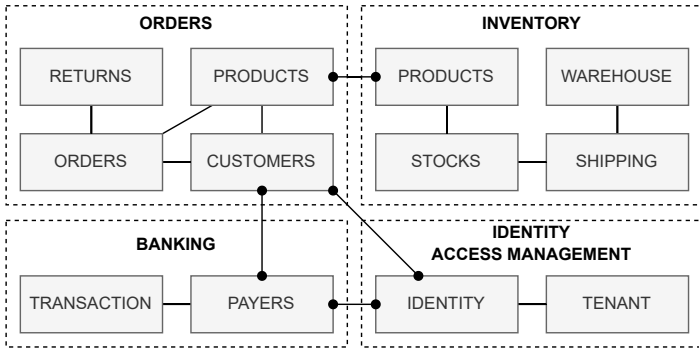 ORDERS
RETURNS
PRODUCTS
ORDERS
CUSTOMERS
INVENTORY
PRODUCTS
WAREHOUSE
STOCKS
SHIPPING
BANKING
TRANSACTION
PAYERS
IDENTITY
ACCESS MANAGEMENT
IDENTITY
TENANT